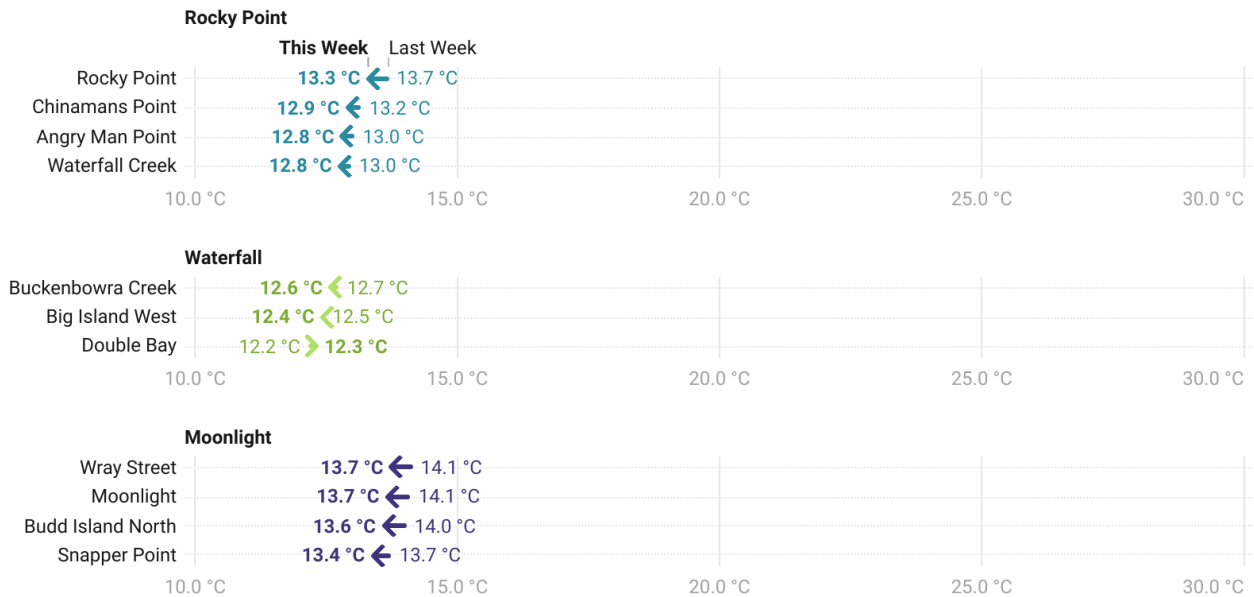 Rocky Point
This Week Last Week
Rocky Point 13.3 °C 13.7 °C
Chinamans Point 12.9 °C 13.2 °C
Angry Man Point 12.8 °C 13.0 °C
Waterfall Creek 12.8 °C 13.0 °C
10.0 °C 15.0 °C 20.0 °C 25.0 °C 30.0 °C
Waterfall
Buckenbowra Creek 12.6 °C 12.7 °C
Big Island West 12.4 °C 12.5 °C
Double Bay 12.2 °C 12.3 °C
10.0 °C 15.0 °C 20.0 °C 25.0 °C 30.0 °C
Moonlight
Wray Street 13.7 °C 14.1 °C
Moonlight 13.7 °C 14.1 °C
Budd Island North 13.6 °C 14.0 °C
Snapper Point 13.4 °C 13.7 °C
10.0 °C 15.0 °C 20.0 °C 25.0 °C 30.0 °C